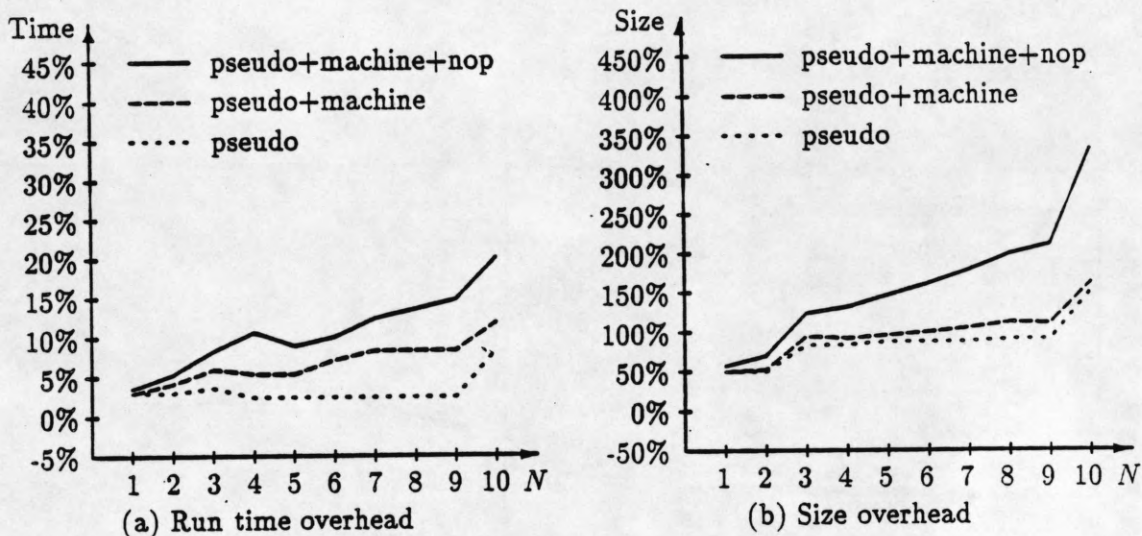 Time
45%
40%
35%
30%
25%
20%
15%
10%
5%
0%
-5%
pseudo+machine+nop
pseudo+machine
pseudo
1 2 3 4 5 6 7 8 9 10 N
(a) Run time overhead
Size
450%
400%
350%
300%
250%
200%
150%
100%
50%
0%
-50%
pseudo+machine+nop
pseudo+machine
pseudo
1 2 3 4 5 6 7 8 9 10 N
(b) Size overhead